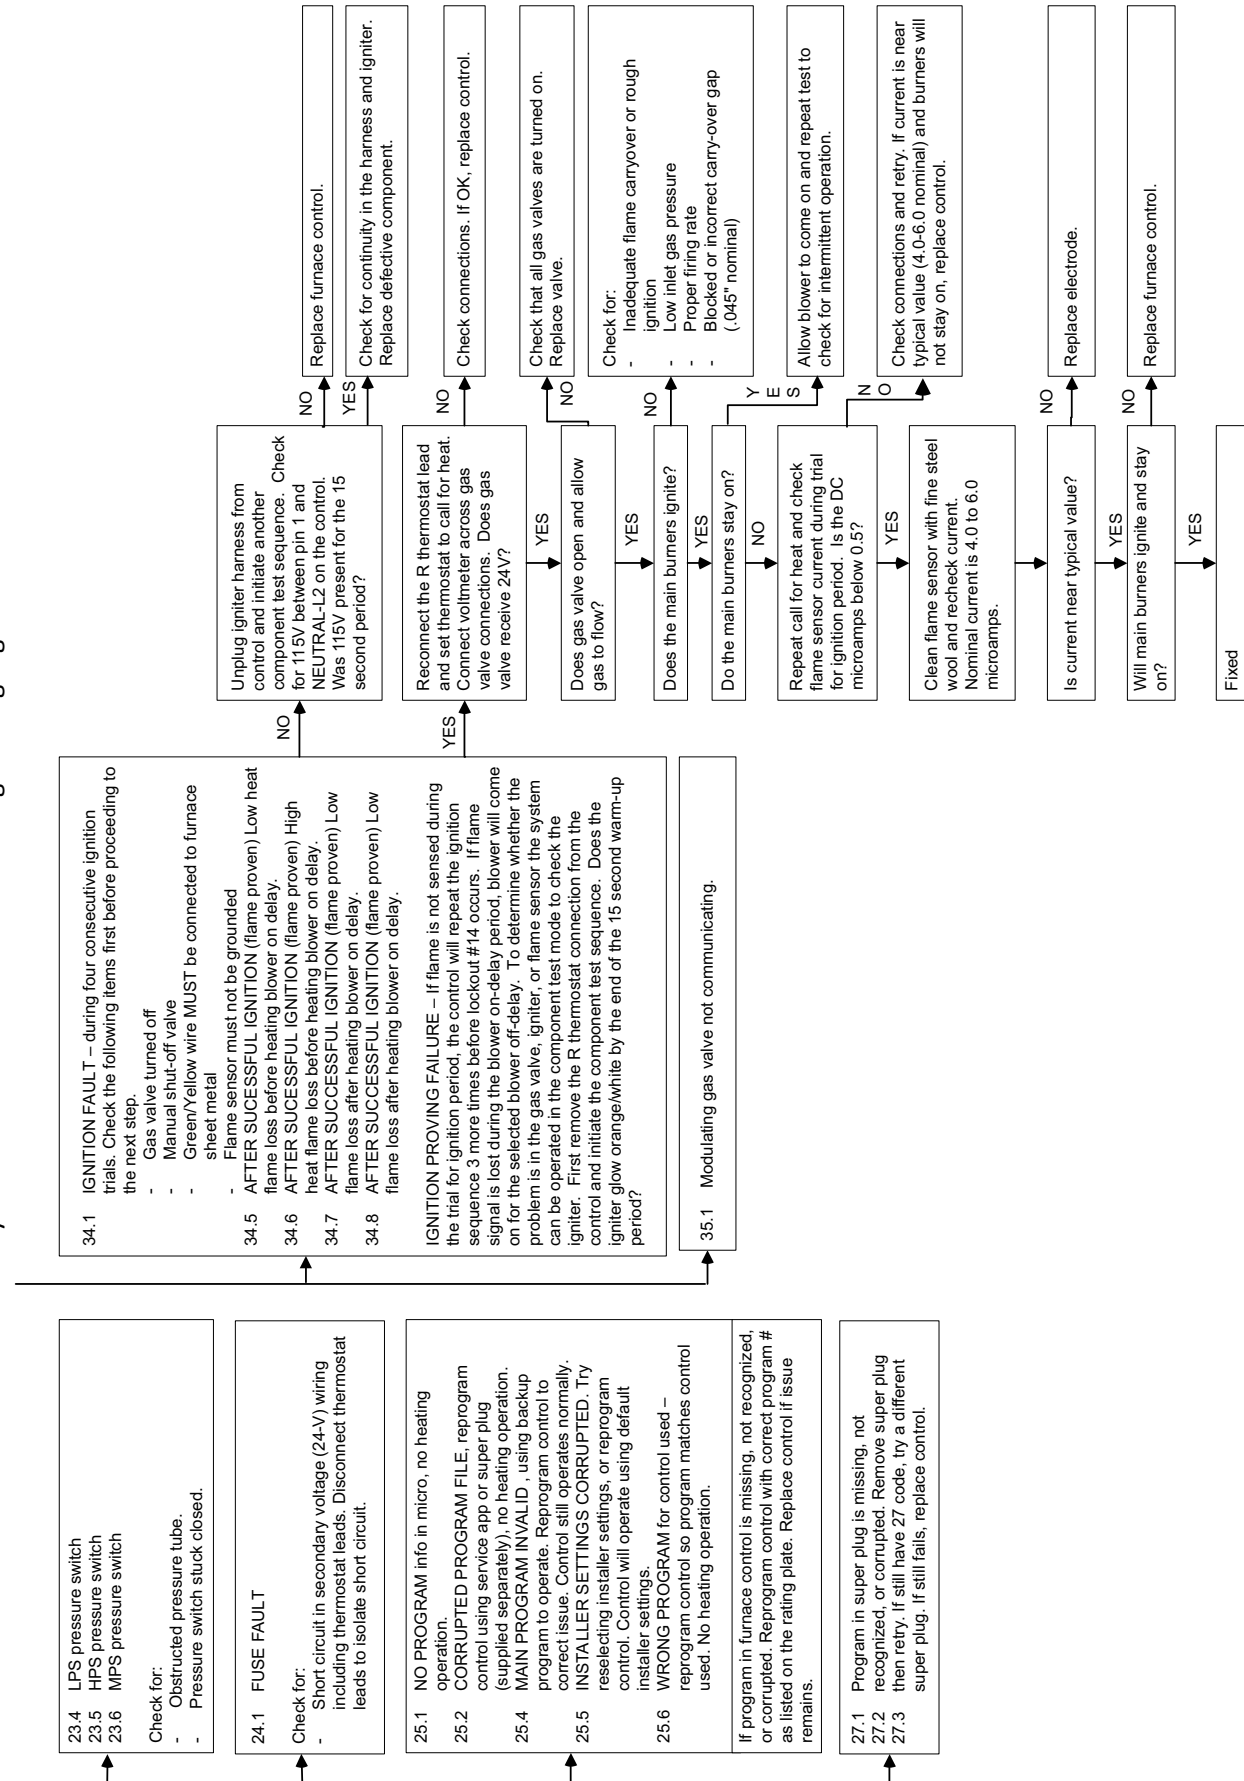 23.4 LPS pressure switch
23.5 HPS pressure switch
23.6 MPS pressure switch
Check for:
- Obstructed pressure tube.
- Pressure switch stuck closed.
24.1 FUSE FAULT
Check for:
- Short circuit in secondary voltage (24-V) wiring
including thermostat leads. Disconnect thermostat
leads to isolate short circuit.
25.1 NO PROGRAM info in micro, no heating
operation.
25.2 CORRUPTED PROGRAM FILE, reprogram
control using service app or super plug
(supplied separately), no heating operation.
25.4 MAIN PROGRAM INVALID , using backup
program to operate. Reprogram control to
correct issue. Control still operates normally.
25.5 INSTALLER SETTINGS CORRUPTED. Try
reselecting installer settings, or reprogram
control. Control will operate using default
installer settings.
25.6 WRONG PROGRAM for control used –
reprogram control so program matches control
used. No heating operation.
If program in furnace control is missing, not recognized,
or corrupted. Reprogram control with correct program #
as listed on the rating plate. Replace control if issue
remains.
27.1 Program in super plug is missing, not
27.2 recognized, or corrupted. Remove super plug
27.3 then retry. If still have 27 code, try a different
super plug. If still fails, replace control.
34.1 IGNITION FAULT – during four consecutive ignition
trials. Check the following items first before proceeding to
the next step.
- Gas valve turned off
- Manual shut-off valve
- Green/Yellow wire MUST be connected to furnace
sheet metal
- Flame sensor must not be grounded
34.5 AFTER SUCESSFUL IGNITION (flame proven) Low heat
flame loss before heating blower on delay.
34.6 AFTER SUCESSFUL IGNITION (flame proven) High
heat flame loss before heating blower on delay.
34.7 AFTER SUCCESSFUL IGNITION (flame proven) Low
flame loss after heating blower on delay.
34.8 AFTER SUCCESSFUL IGNITION (flame proven) Low
flame loss after heating blower on delay.
IGNITION PROVING FAILURE – If flame is not sensed during
the trial for ignition period, the control will repeat the ignition
sequence 3 more times before lockout #14 occurs. If flame
signal is lost during the blower on-delay period, blower will come
on for the selected blower off-delay. To determine whether the
problem is in the gas valve, igniter, or flame sensor the system
can be operated in the component test mode to check the
igniter. First remove the R thermostat connection from the
control and initiate the component test sequence. Does the
igniter glow orange/white by the end of the 15 second warm-up
period?
35.1 Modulating gas valve not communicating.
NO
YES
Unplug igniter harness from
control and initiate another
component test sequence. Check
for 115V between pin 1 and
NEUTRAL-L2 on the control.
Was 115V present for the 15
second period?
NO
Replace furnace control.
YES
Check for continuity in the harness and igniter.
Replace defective component.
Reconnect the R thermostat lead
and set thermostat to call for heat.
Connect voltmeter across gas
valve connections. Does gas
valve receive 24V?
NO
Check connections. If OK, replace control.
YES
Does gas valve open and allow
gas to flow?
NO
Check that all gas valves are turned on.
Replace valve.
YES
Does the main burners ignite?
NO
Check for:
- Inadequate flame carryover or rough
ignition
- Low inlet gas pressure
- Proper firing rate
- Blocked or incorrect carry-over gap
(.045" nominal)
YES
Do the main burners stay on?
YES
Allow blower to come on and repeat test to
check for intermittent operation.
NO
Repeat call for heat and check
flame sensor current during trial
for ignition period. Is the DC
microamps below 0.5?
NO
Check connections and retry. If current is near
typical value (4.0-6.0 nominal) and burners will
not stay on, replace control.
YES
Clean flame sensor with fine steel
wool and recheck current.
Nominal current is 4.0 to 6.0
microamps.
Is current near typical value?
NO
Replace electrode.
YES
Will main burners ignite and stay
on?
NO
Replace furnace control.
YES
Fixed